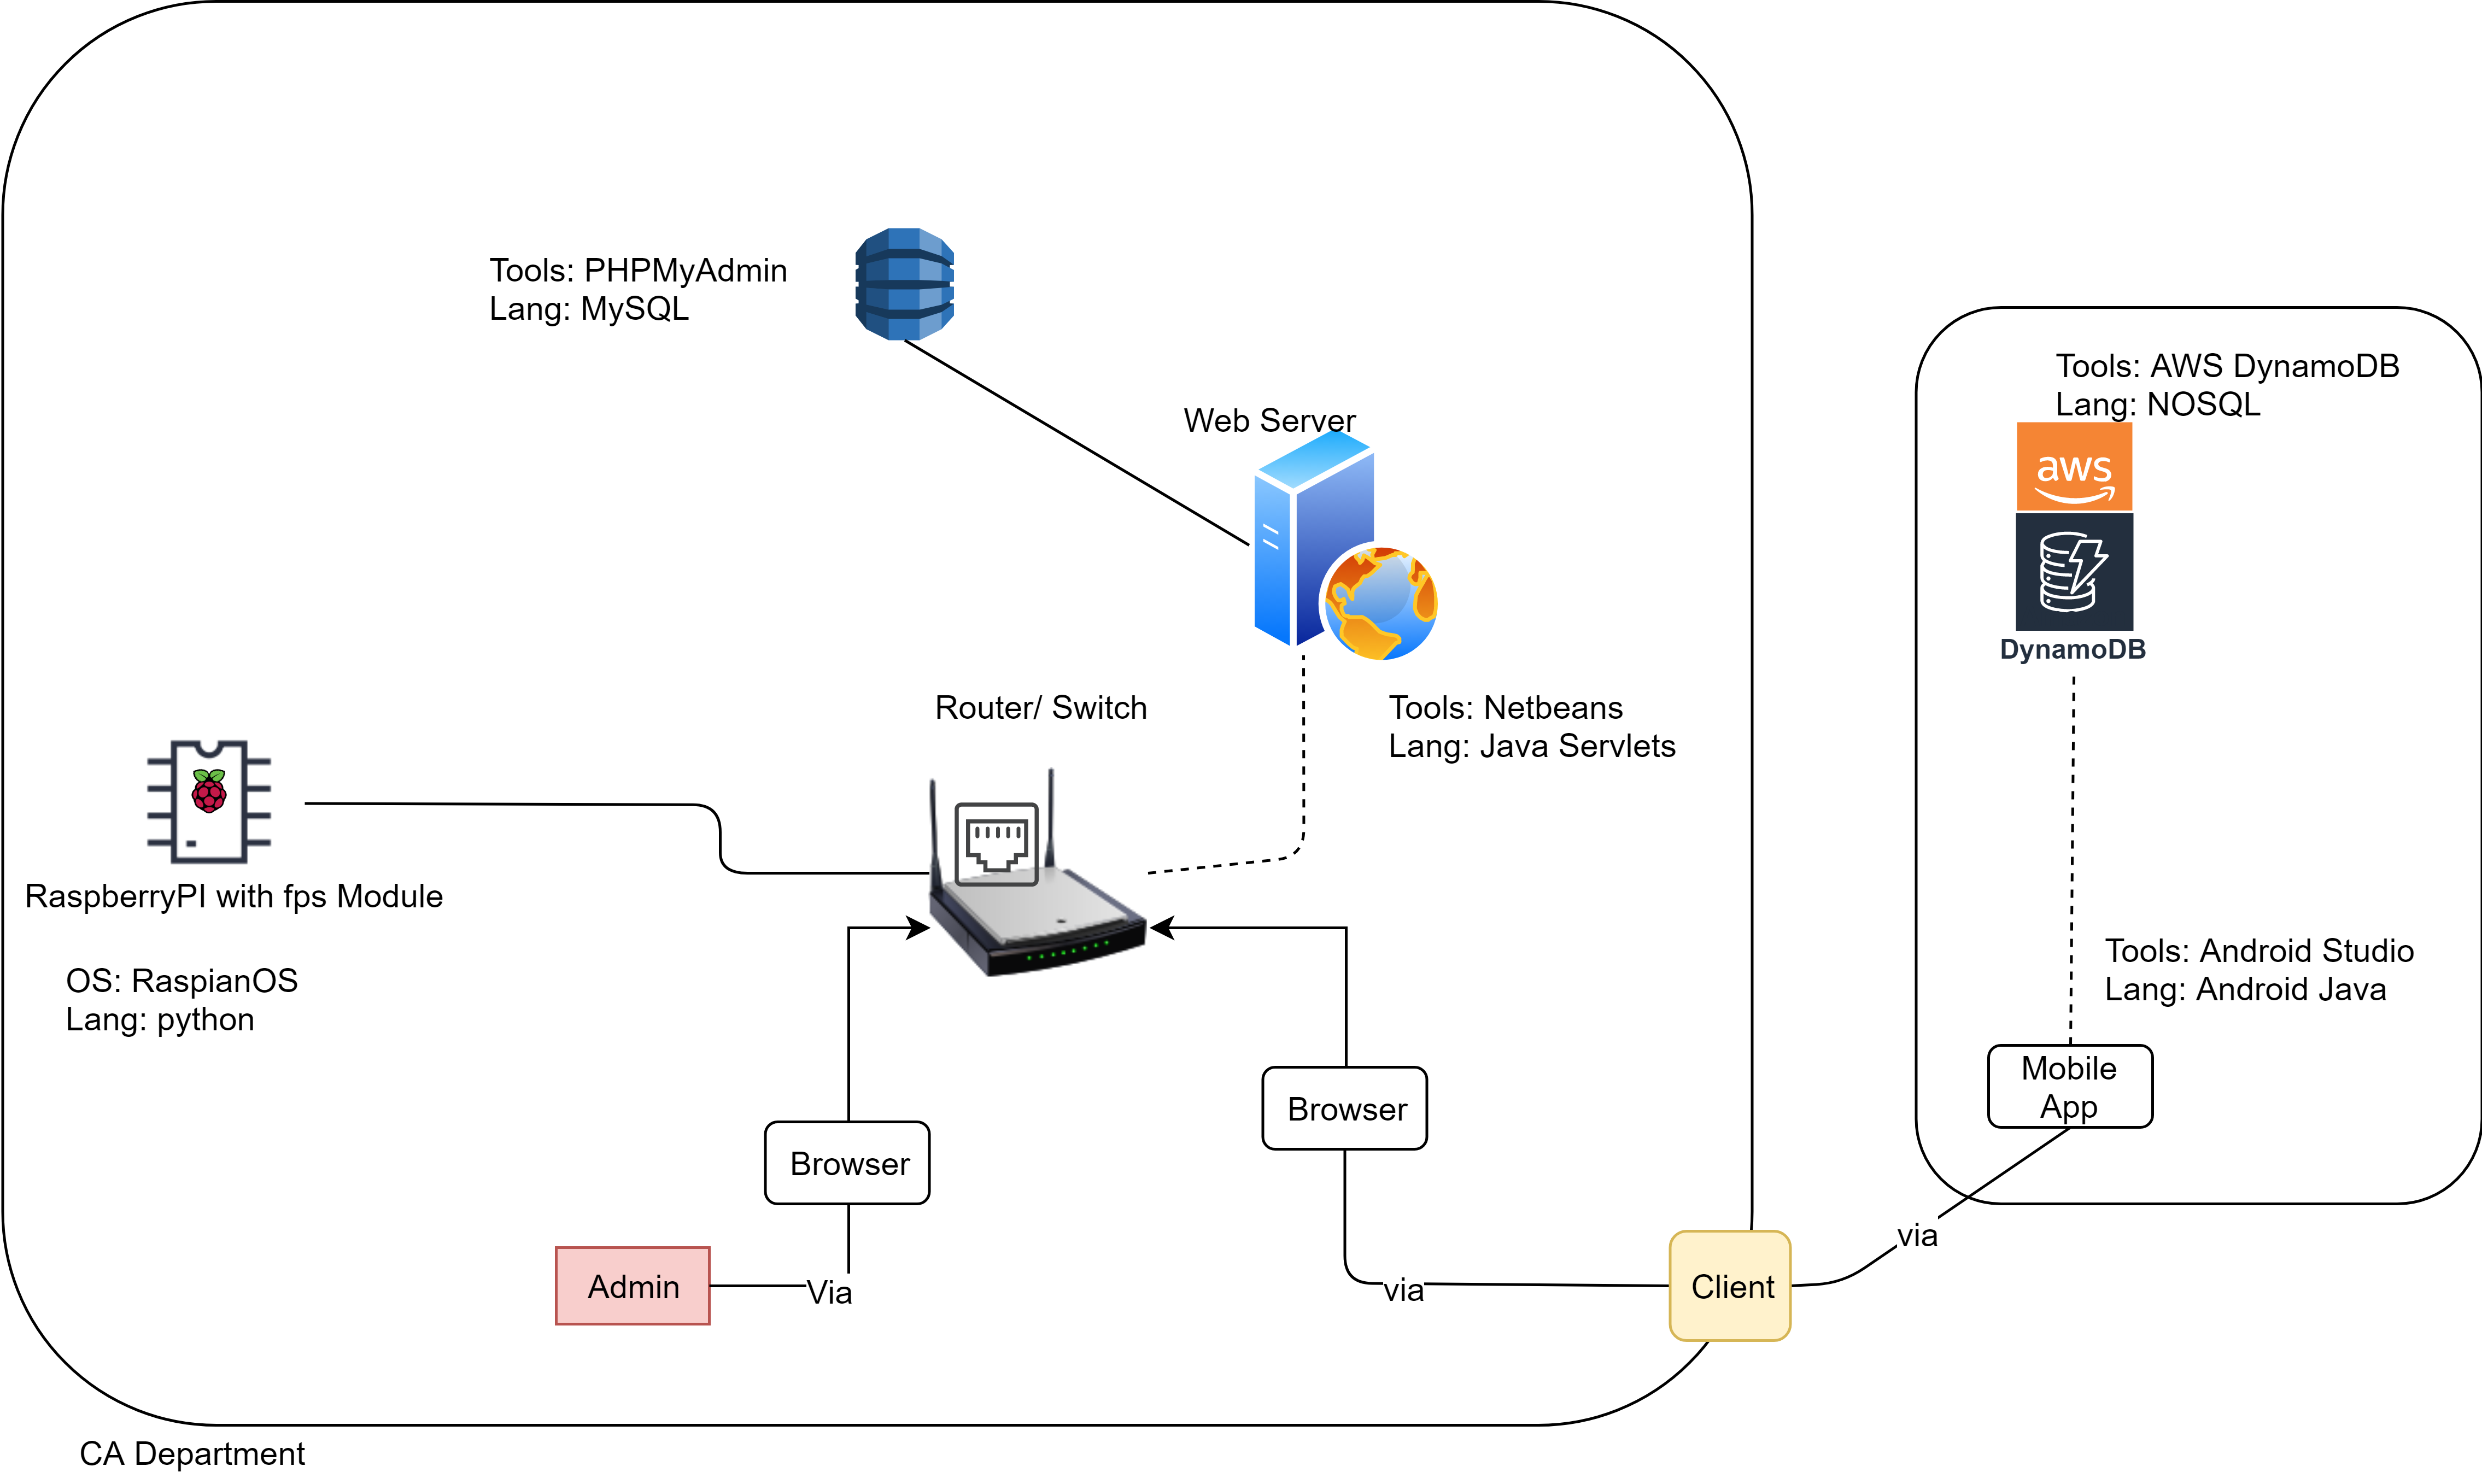 Tools: PHPMyAdmin
Lang: MySQL
Web Server
Tools: AWS DynamoDB
Lang: NOSQL
aws
DynamoDB
Router/ Switch
Tools: Netbeans
Lang: Java Servlets
RaspberryPI with fps Module
OS: RaspianOS
Lang: python
Tools: Android Studio
Lang: Android Java
Mobile
App
Browser
Browser
Admin
Via
via
Client
via
CA Department